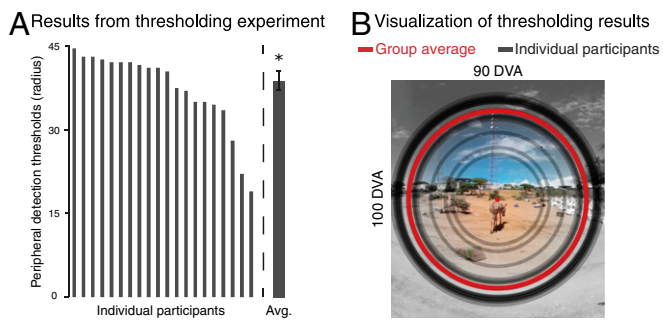 A Results from thresholding experiment
Peripheral detection thresholds (radius)
45
30
15
0
*
Individual participants
Avg.
B Visualization of thresholding results
Group average
Individual participants
90 DVA
100 DVA